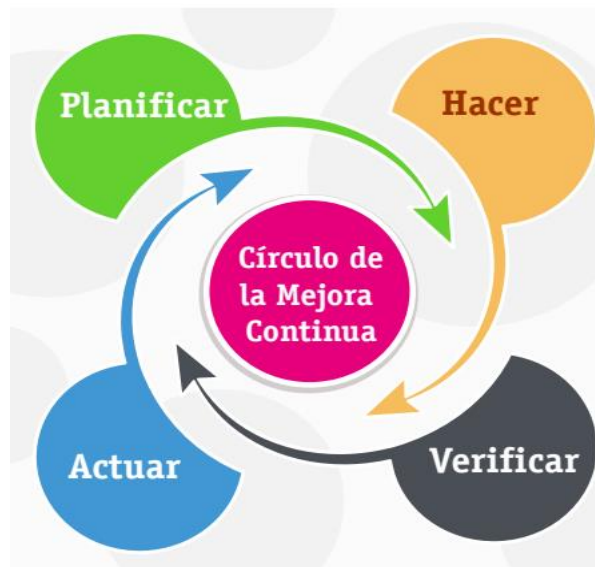 Planificar
Hacer
Círculo de
la Mejora
Continua
Actuar
Verificar